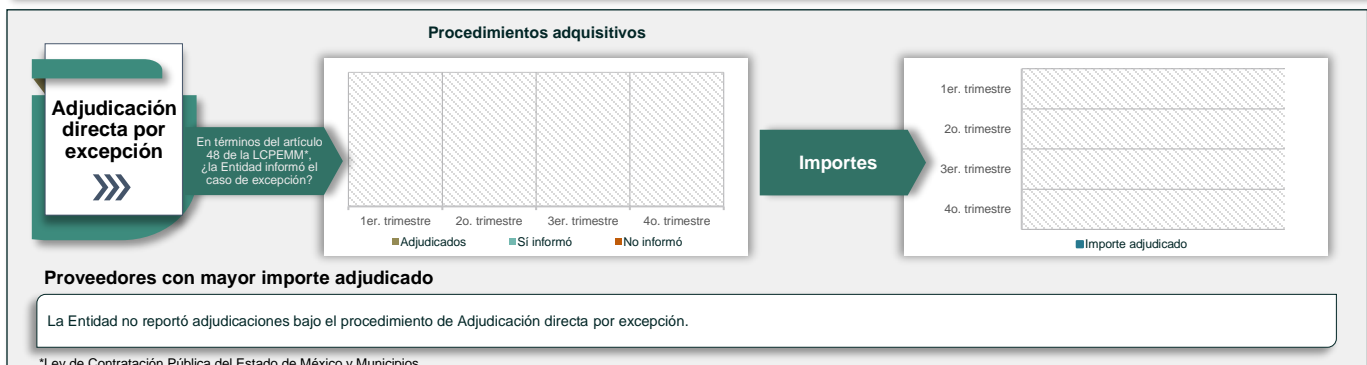 Procedimientos adquisitivos
Adjudicación
directa por
excepción
En términos del artículo
48 de la LCPEMM*,
¿la Entidad informó el
caso de excepción?
1er. trimestre
2o. trimestre
3er. trimestre
4o. trimestre
Adjudicados
Sí informó
No informó
Importes
1er. trimestre
2o. trimestre
3er. trimestre
4o. trimestre
Importe adjudicado
Proveedores con mayor importe adjudicado
La Entidad no reportó adjudicaciones bajo el procedimiento de Adjudicación directa por excepción.
*Ley de Contratación Pública del Estado de México y Municipios